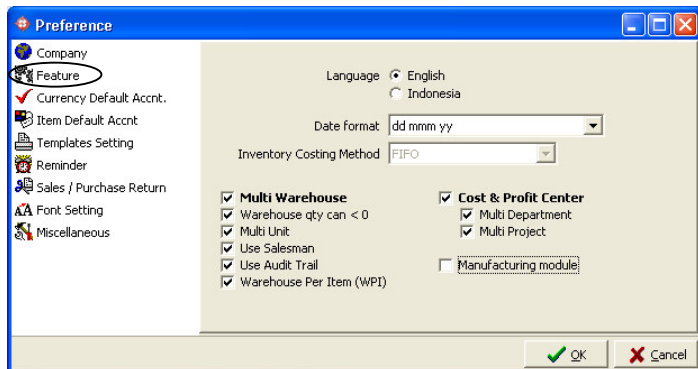 Preference
Company
Feature
Currency Default Accnt.
Item Default Accnt
Templates Setting
Reminder
Sales / Purchase Return
Font Setting
Miscellaneous
Language English
Indonesia
Date format dd mmm yy
Inventory Costing Method FIFO
Multi Warehouse
Warehouse qty can < 0
Multi Unit
Use Salesman
Use Audit Trail
Warehouse Per Item (WPI)
Cost & Profit Center
Multi Department
Multi Project
Manufacturing module
OK Cancel